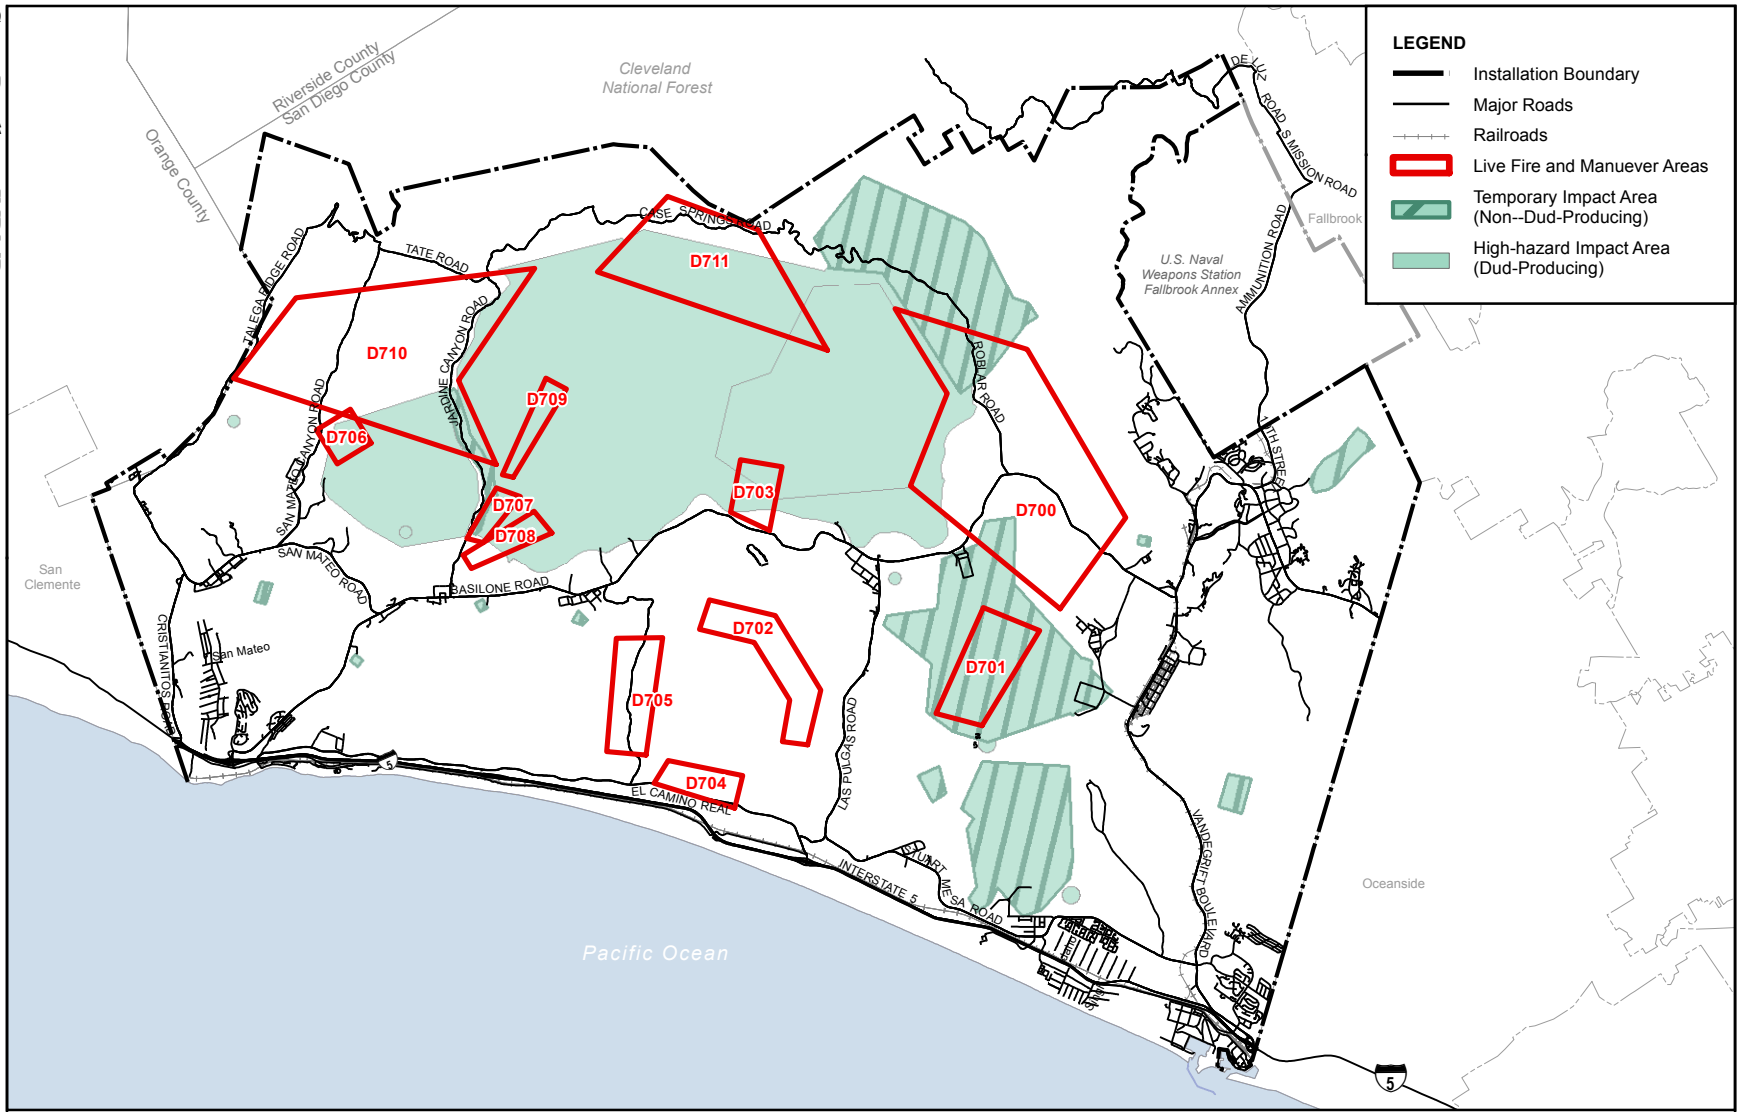 LEGEND
Installation Boundary
Major Roads
Railroads
Live Fire and Manuever Areas
Temporary Impact Area
(Non--Dud-Producing)
High-hazard Impact Area
(Dud-Producing)
Riverside County
San Diego County
Orange County
Cleveland
National Forest
DE LUZ ROAD
S MISSION ROAD
Fallbrook
U.S. Naval
Weapons Station
Fallbrook Annex
AMMUNITION ROAD
CASE SPRINGS ROAD
TALEGA RIDGE ROAD
TATE ROAD
D711
JARDINE CANYON ROAD
ROBLAR ROAD
D710
D709
SAN MATEO CANYON ROAD
D706
D703
D707
D700
D708
SAN MATEO ROAD
BASILONE ROAD
San
Clemente
CRISTIANITOS ROAD
San Mateo
D702
D701
D705
D704
EL CAMINO REAL
LAS PULGAS ROAD
5
INTERSTATE 5
STUART MESA ROAD
VANDEGRIFT BOULEVARD
Oceanside
Pacific Ocean
5